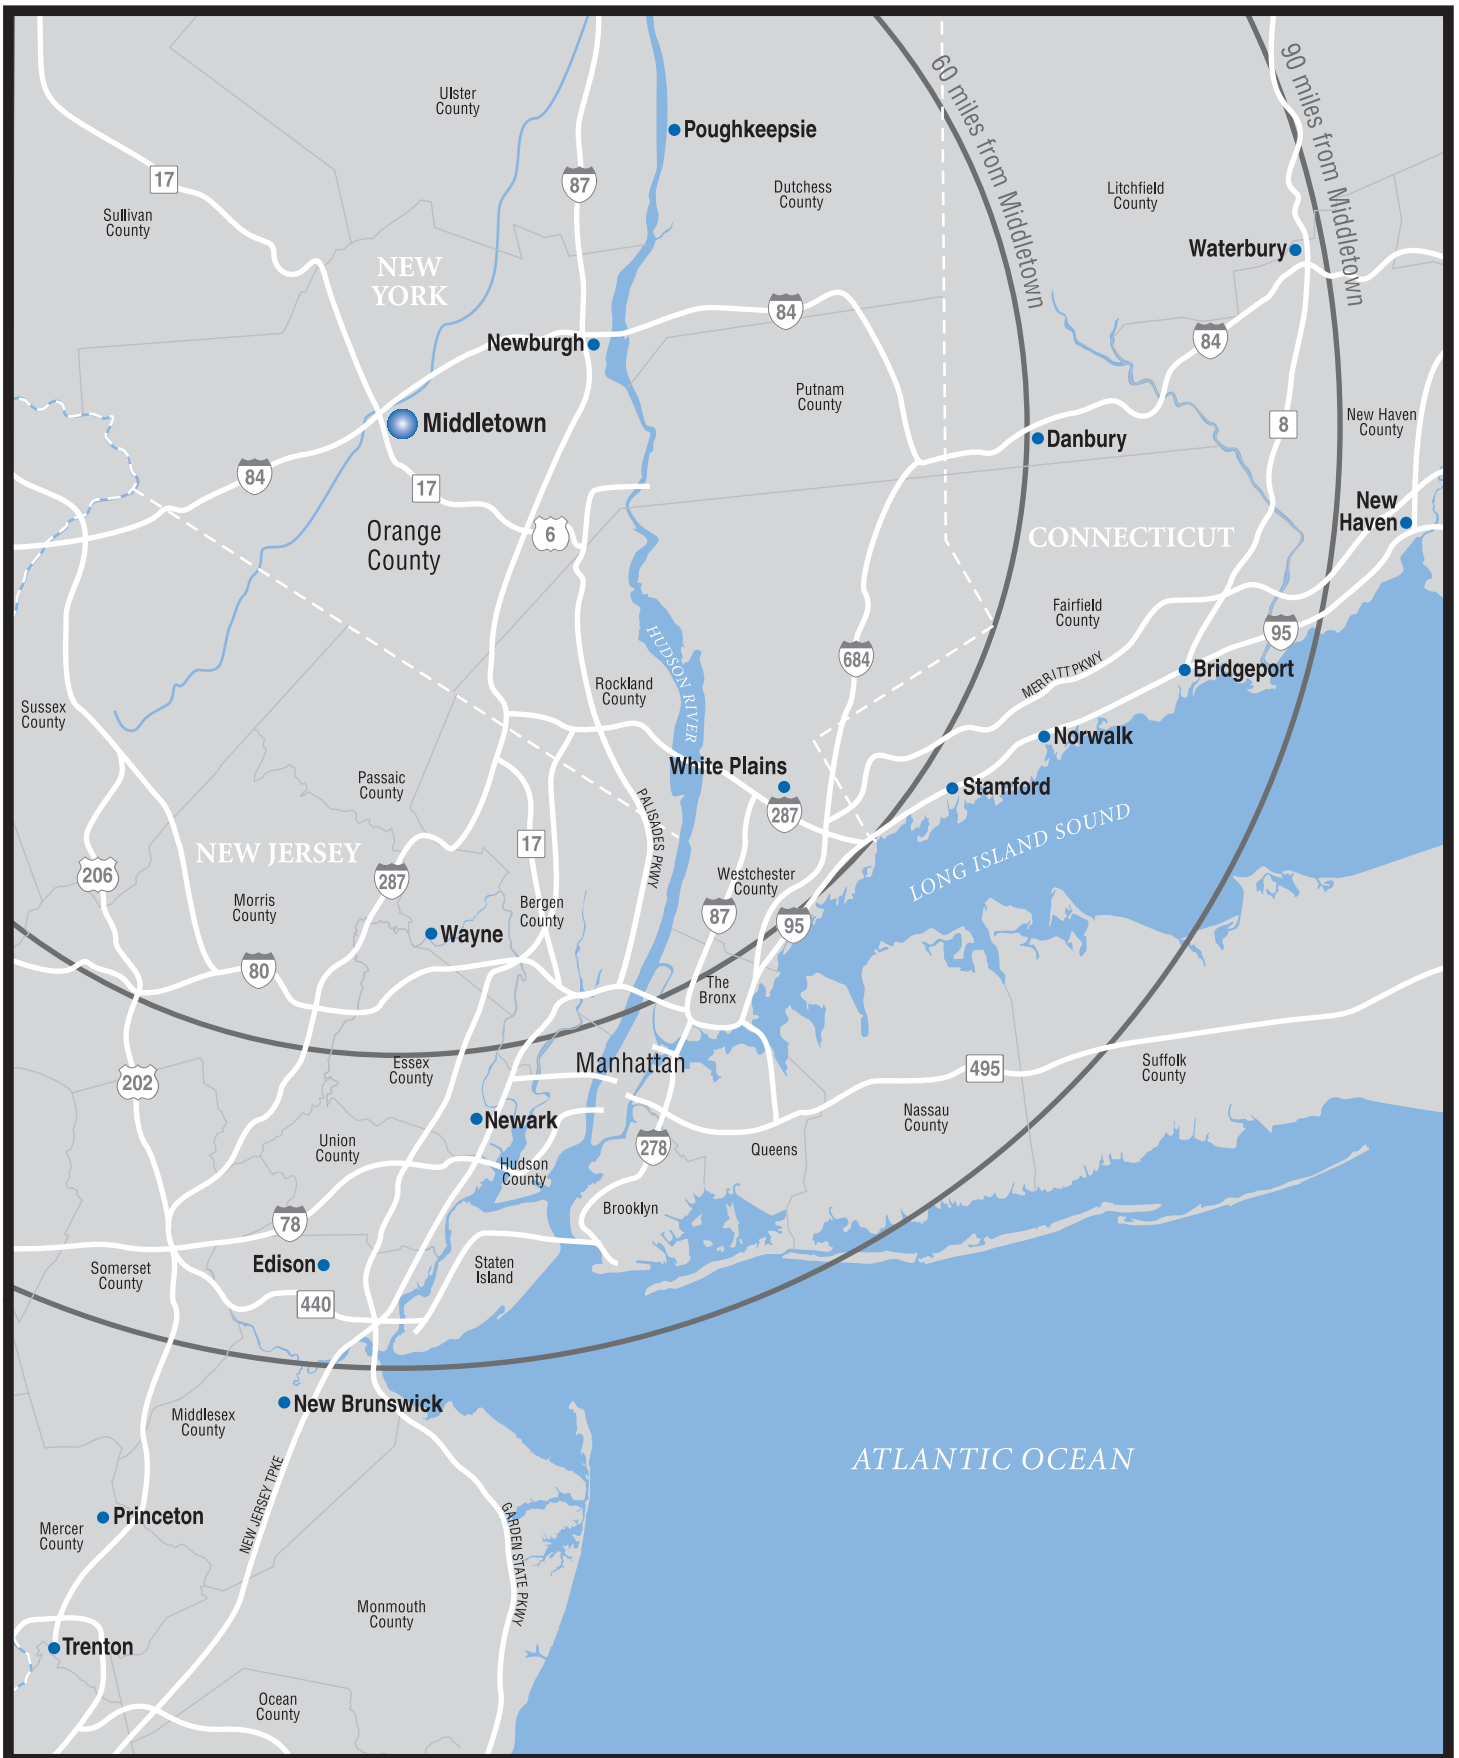 60 miles from Middletown
90 miles from Middletown
Ulster
County
Poughkeepsie
17
87
Dutchess
County
Litchfield
County
Sullivan
County
Waterbury
NEW
YORK
84
Newburgh
84
Putnam
County
Middletown
8
New Haven
County
Danbury
84
17
New
Haven
Orange
County
6
CONNECTICUT
Fairfield
County
95
HUDSON RIVER
684
MERRITT PKWY
Bridgeport
Rockland
County
Sussex
County
Norwalk
White Plains
Stamford
Passaic
County
PALISADES PKWY
287
LONG ISLAND SOUND
17
NEW JERSEY
206
287
Westchester
County
Morris
County
Bergen
County
87
95
Wayne
80
The
Bronx
Manhattan
Essex
County
495
Suffolk
County
202
Nassau
County
Newark
278
Queens
Union
County
Hudson
County
Brooklyn
78
Edison
Staten
Island
Somerset
County
440
New Brunswick
Middlesex
County
ATLANTIC OCEAN
NEW JERSEY TPKE
GARDEN STATE PKWY
Princeton
Mercer
County
Monmouth
County
Trenton
Ocean
County